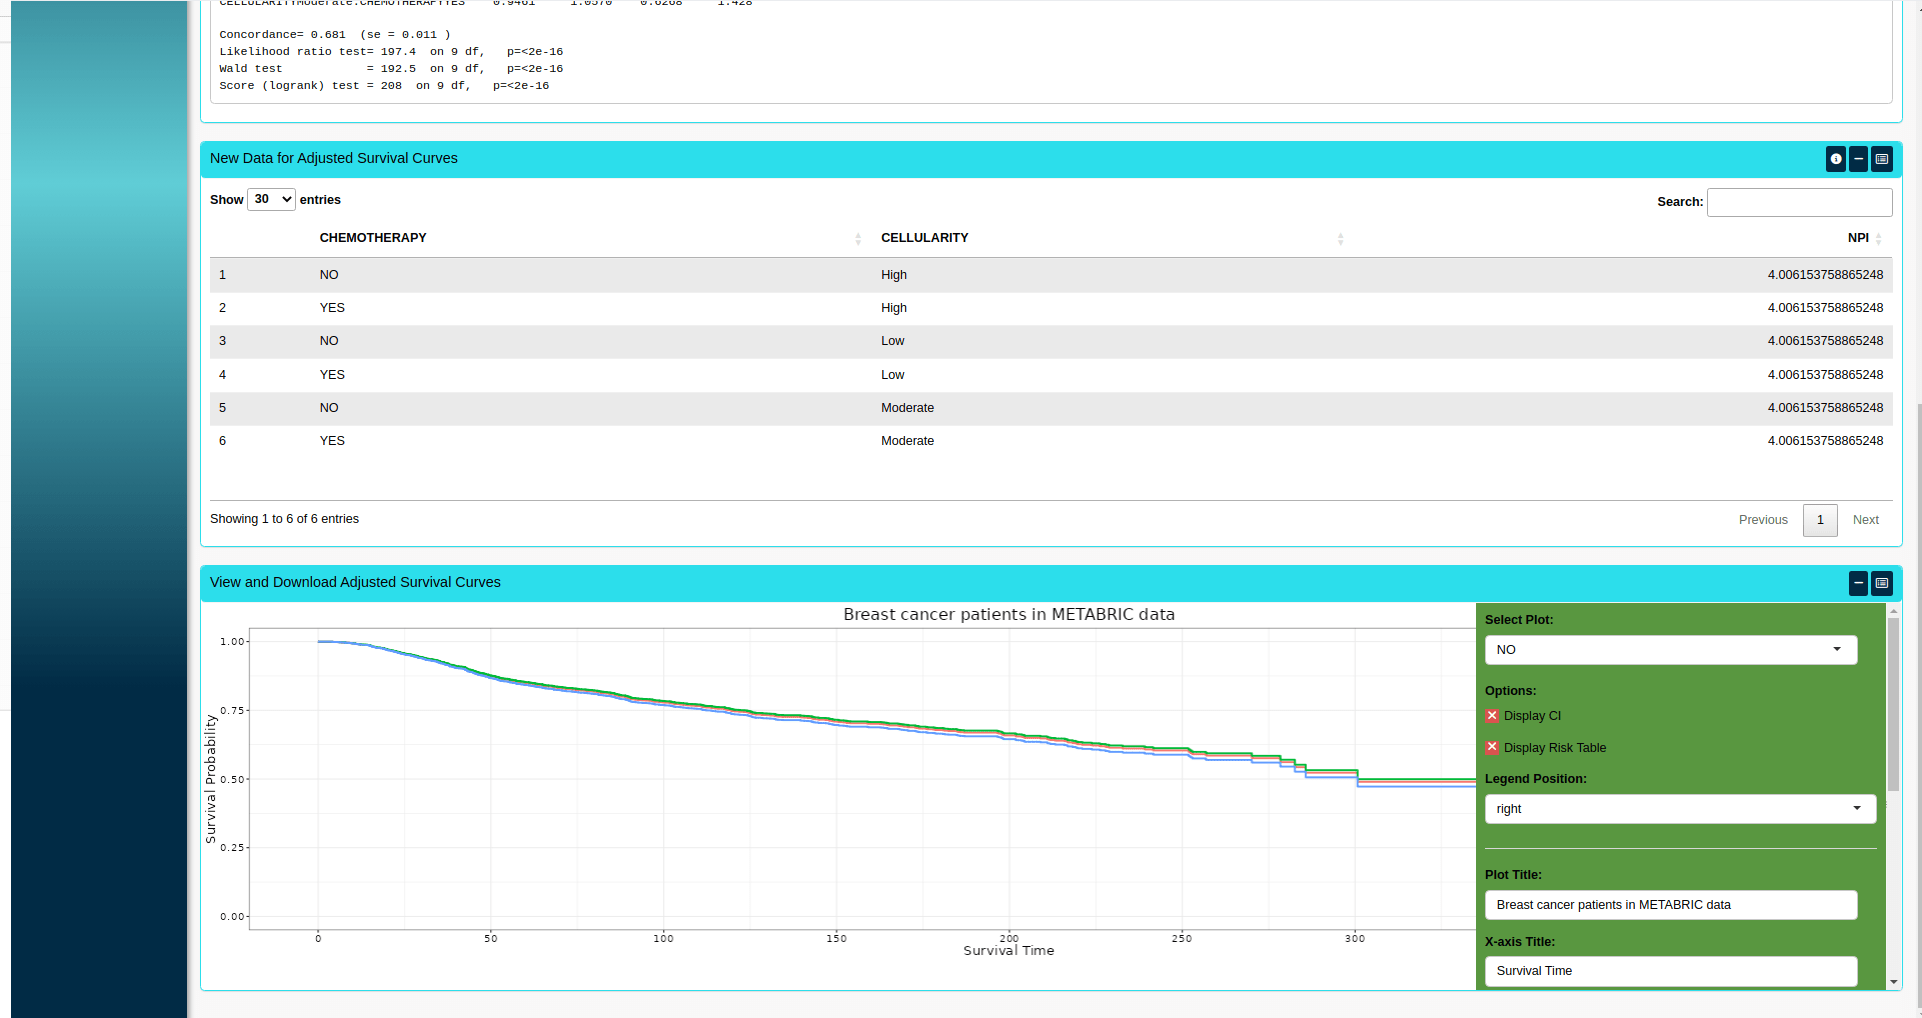 CELLULARITYModerate:CHEMOTHERAPYYES    0.9461     1.0570    0.6268     1.428
Concordance= 0.681  (se = 0.011 )
Likelihood ratio test= 197.4  on 9 df,   p=<2e-16
Wald test            = 192.5  on 9 df,   p=<2e-16
Score (logrank) test = 208  on 9 df,   p=<2e-16
New Data for Adjusted Survival Curves
Show 30 entries
Search:
CHEMOTHERAPY CELLULARITY NPI
1 NO High 4.006153758865248
2 YES High 4.006153758865248
3 NO Low 4.006153758865248
4 YES Low 4.006153758865248
5 NO Moderate 4.006153758865248
6 YES Moderate 4.006153758865248
Showing 1 to 6 of 6 entries
Previous 1 Next
View and Download Adjusted Survival Curves
Breast cancer patients in METABRIC data
1.00
0.75
0.50
0.25
0.00
Survival Probability
0 50 100 150 200 250 300
Survival Time
Select Plot:
NO
Options:
Display CI
Display Risk Table
Legend Position:
right
Plot Title:
Breast cancer patients in METABRIC data
X-axis Title:
Survival Time